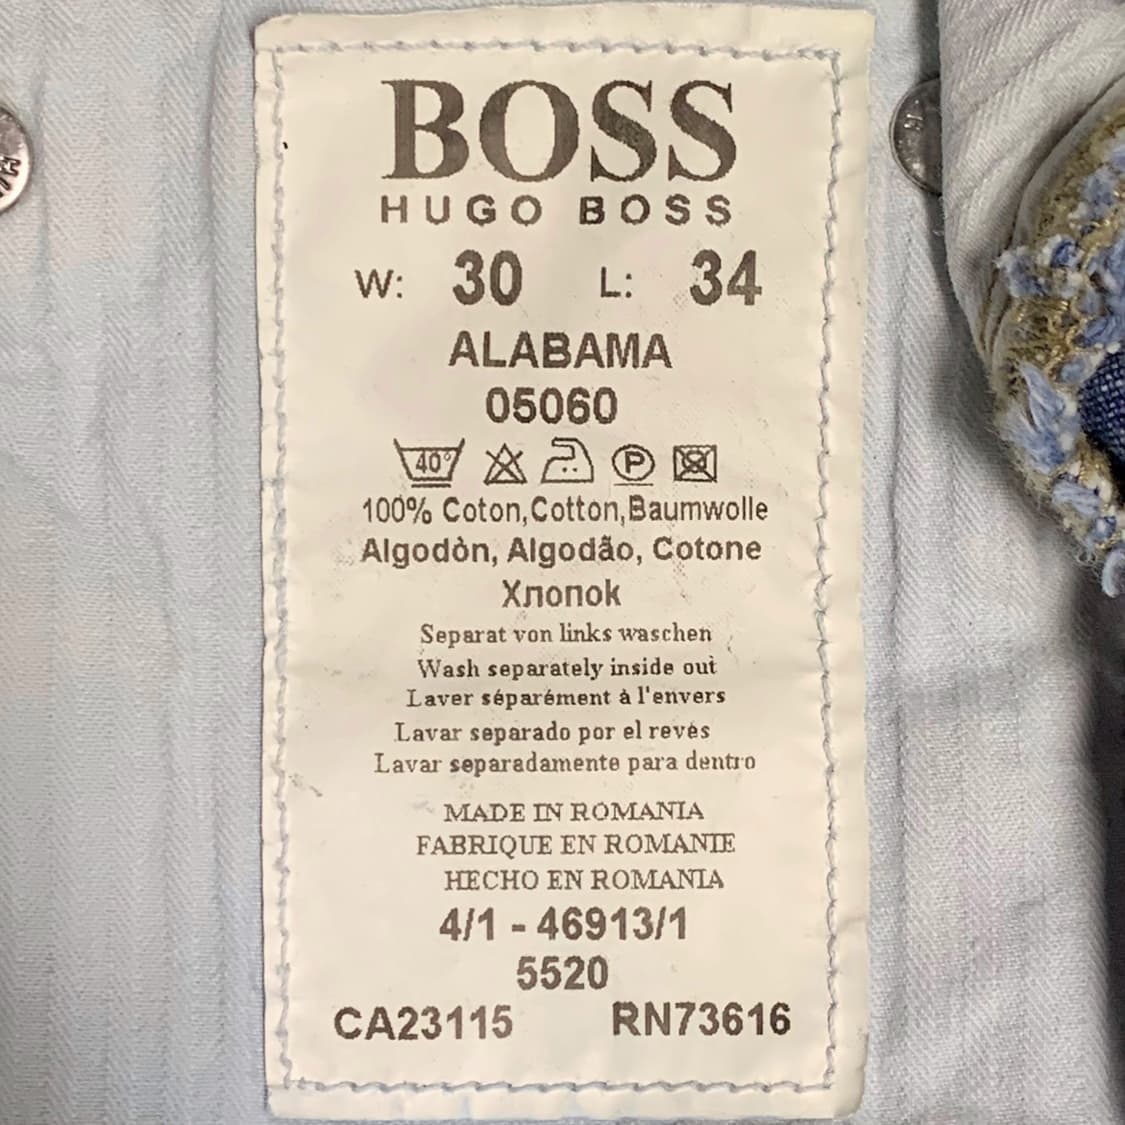 BOSS
HUGO BOSS
W: 30 L: 34
ALABAMA
05060
40° P
100% Coton,Cotton,Baumwolle
Algodòn, Algodão, Cotone
Хлопok
Separat von links waschen
Wash separately inside out
Laver séparément à l'envers
Lavar separado por el revés
Lavar separadamente para dentro
MADE IN ROMANIA
FABRIQUE EN ROMANIE
HECHO EN ROMANIA
4/1 - 46913/1
5520
CA23115 RN73616